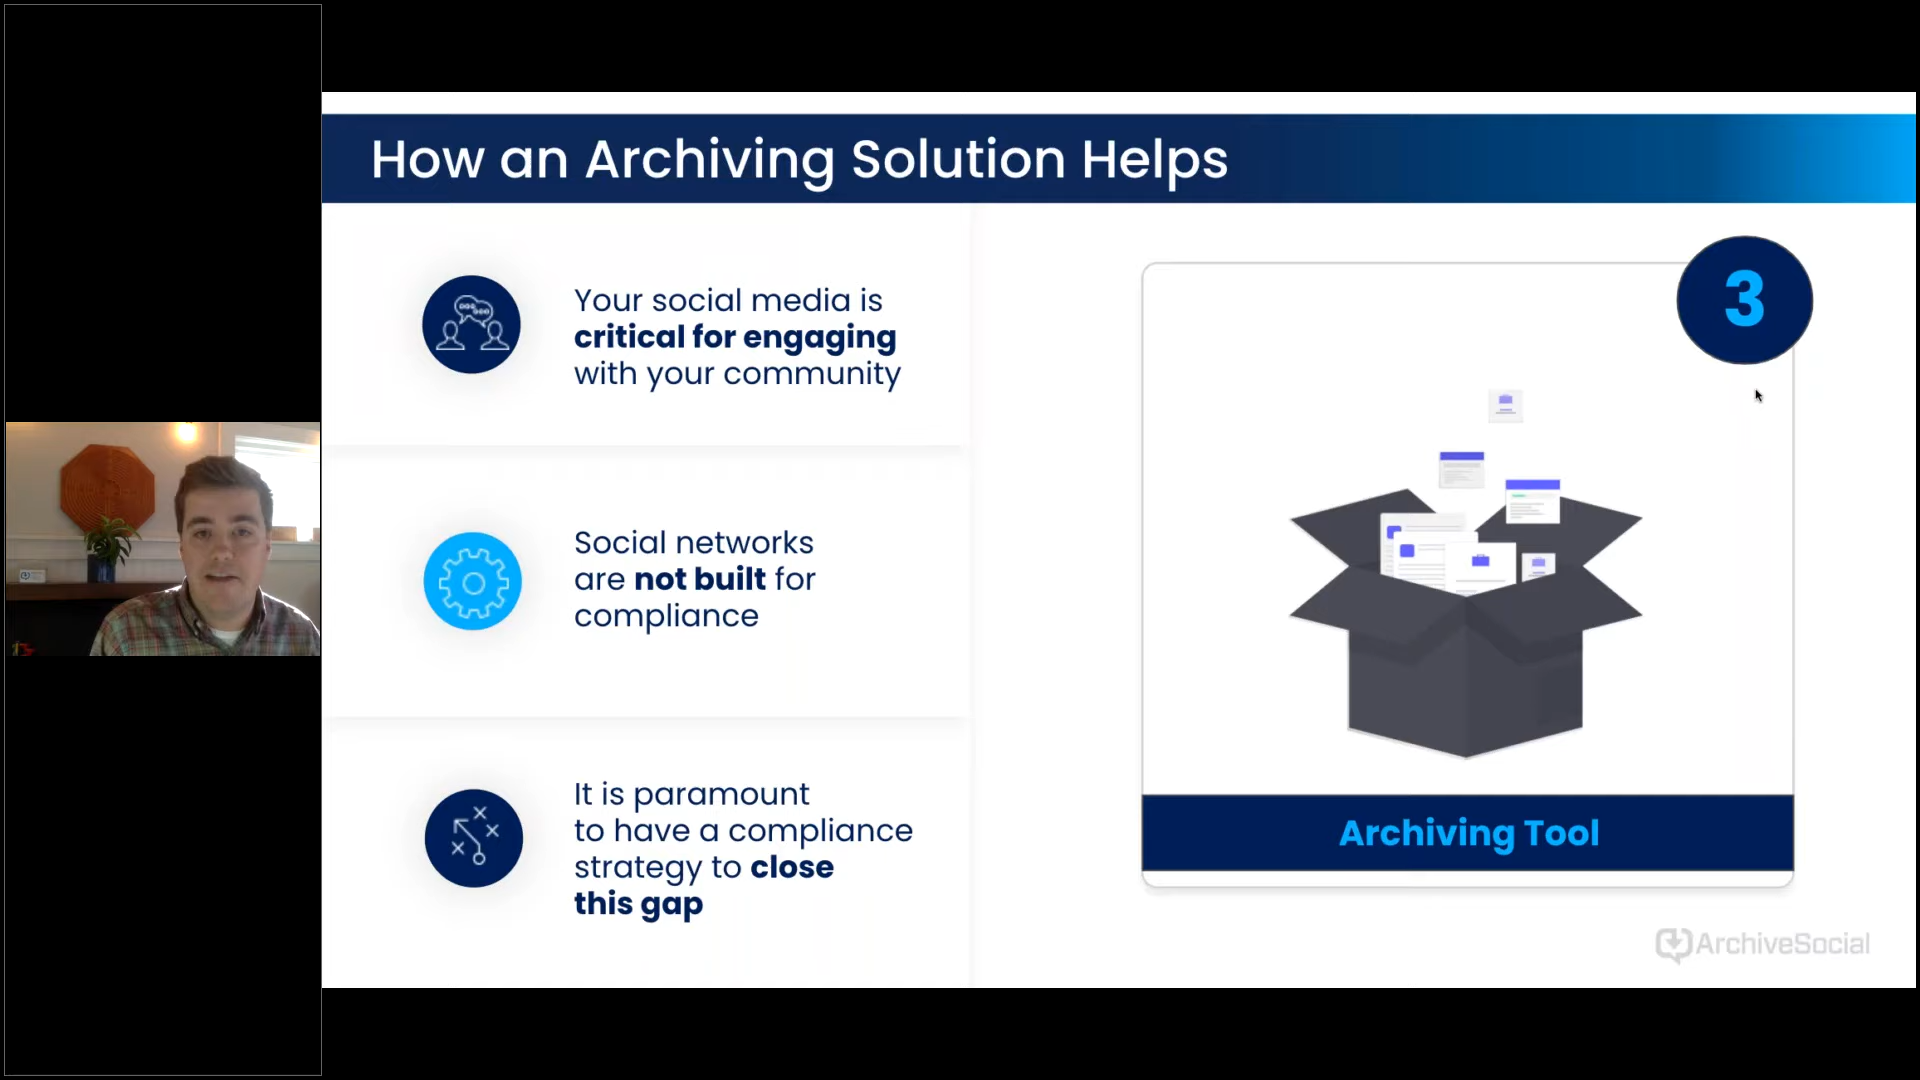 How an Archiving Solution Helps
Your social media is
critical for engaging
with your community
Social networks
are not built for
compliance
It is paramount
to have a compliance
strategy to close
this gap
3
Archiving Tool
ArchiveSocial